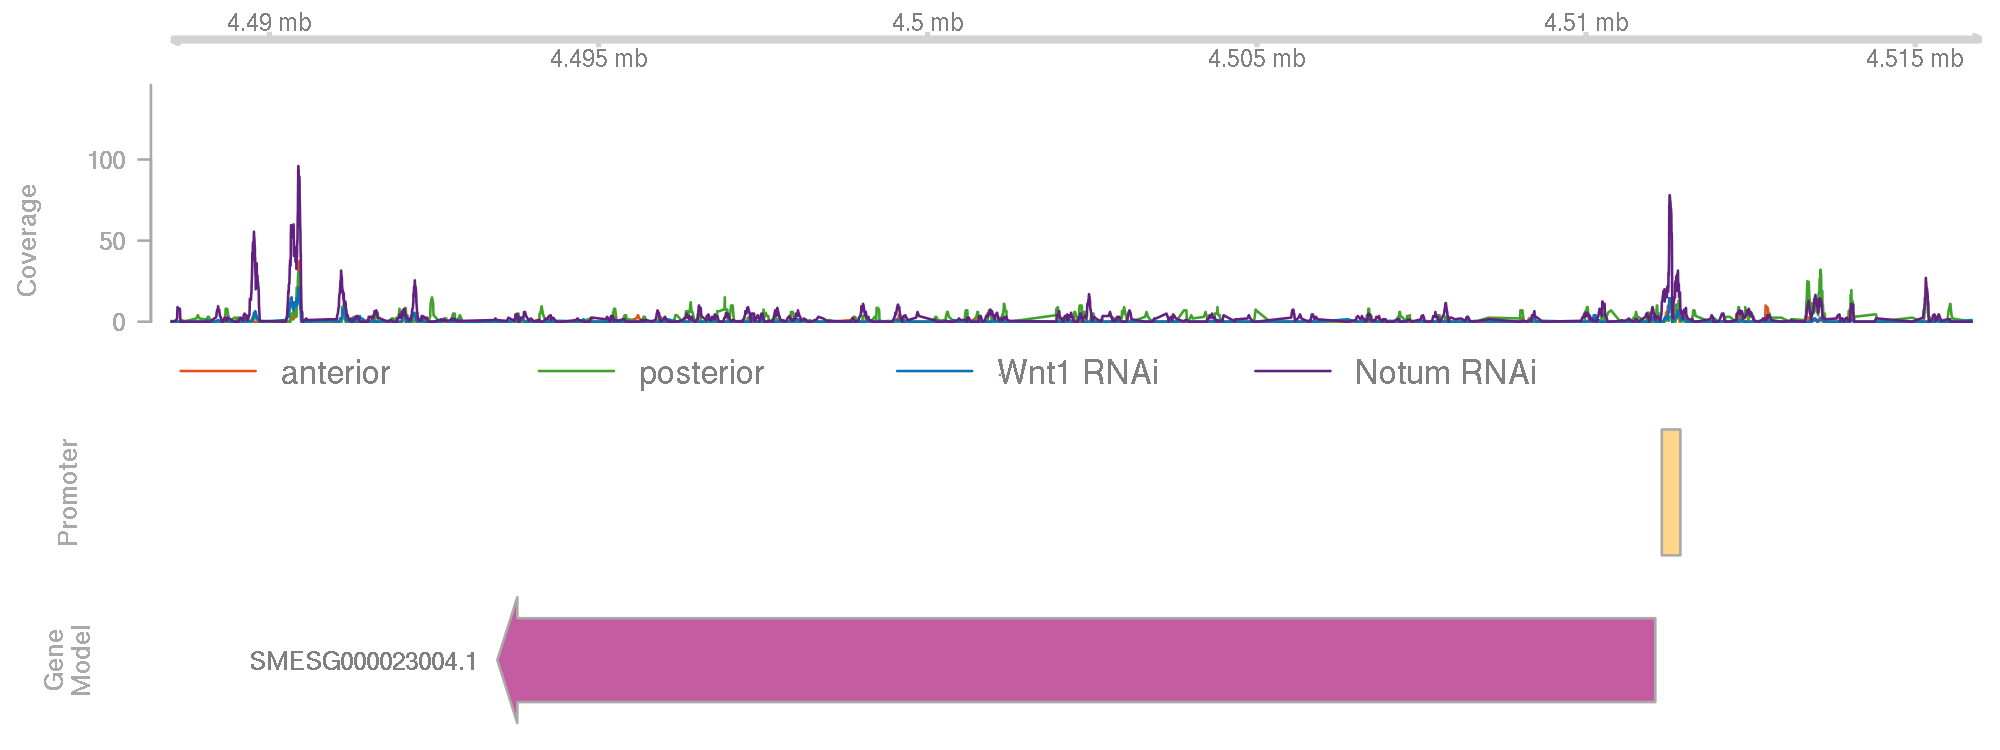 4.49 mb 4.5 mb 4.51 mb
4.495 mb 4.505 mb 4.515 mb
Coverage
100
50
0
anterior posterior Wnt1 RNAi Notum RNAi
Promoter
Gene
Model
SMESG000023004.1